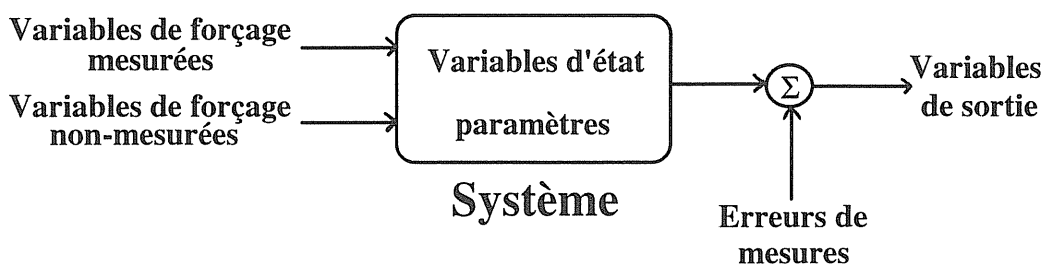 Variables de forçage
mesurées
Variables de forçage
non-mesurées
Variables d'état
paramètres
Système
Σ
Variables
de sortie
Erreurs de
mesures